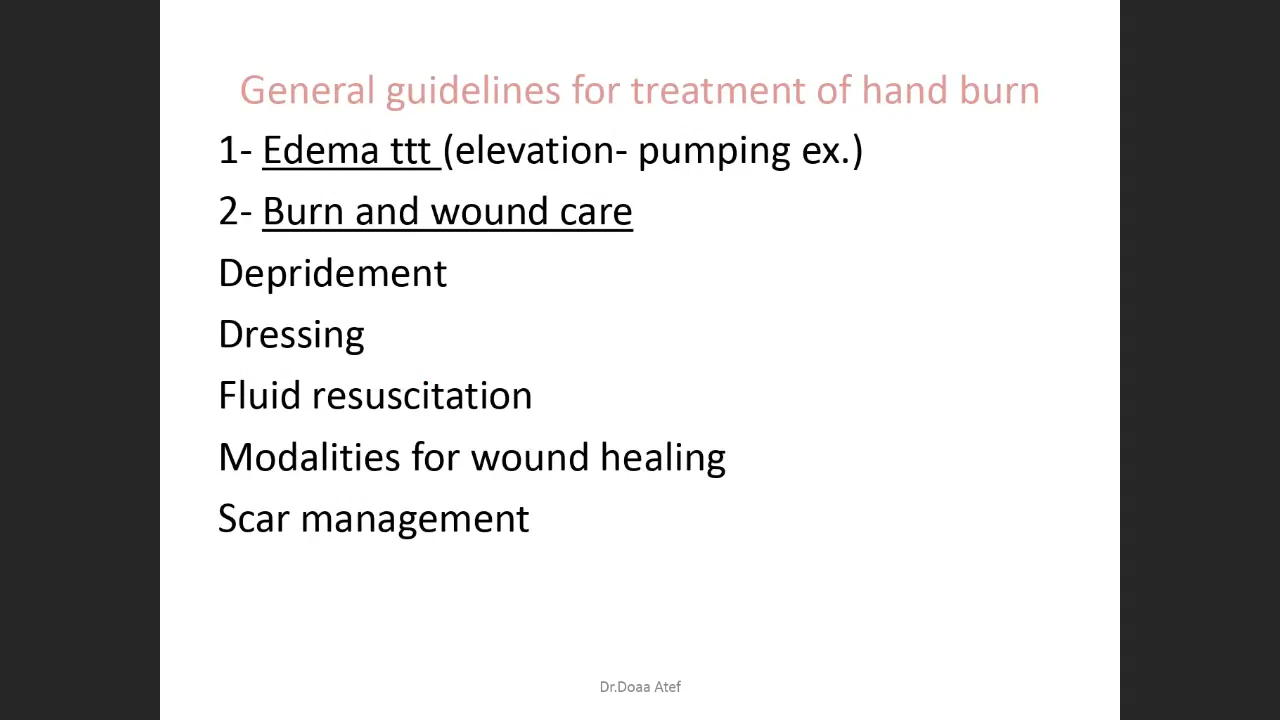 General guidelines for treatment of hand burn
1- Edema ttt (elevation- pumping ex.)
2- Burn and wound care
Depridement
Dressing
Fluid resuscitation
Modalities for wound healing
Scar management
Dr.Doaa Atef